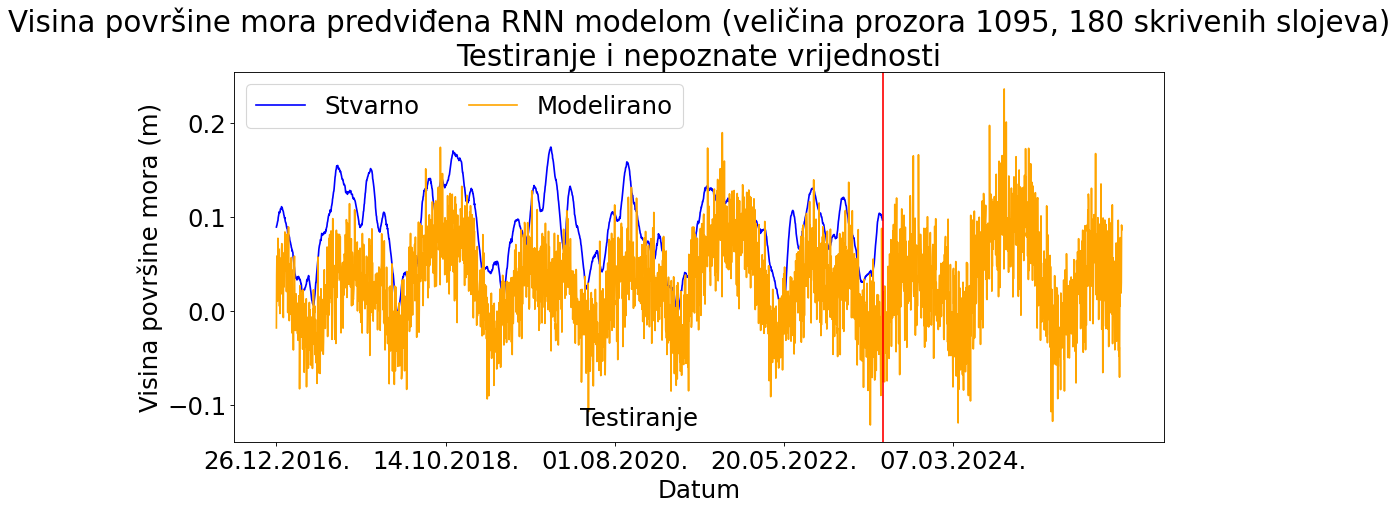 Visina površine mora predviđena RNN modelom (veličina prozora 1095, 180 skrivenih slojeva)
Testiranje i nepoznate vrijednosti
Stvarno
Modelirano
Visina površine mora (m)
0.2
0.1
0.0
−0.1
Testiranje
26.12.2016.
14.10.2018.
01.08.2020.
20.05.2022.
07.03.2024.
Datum